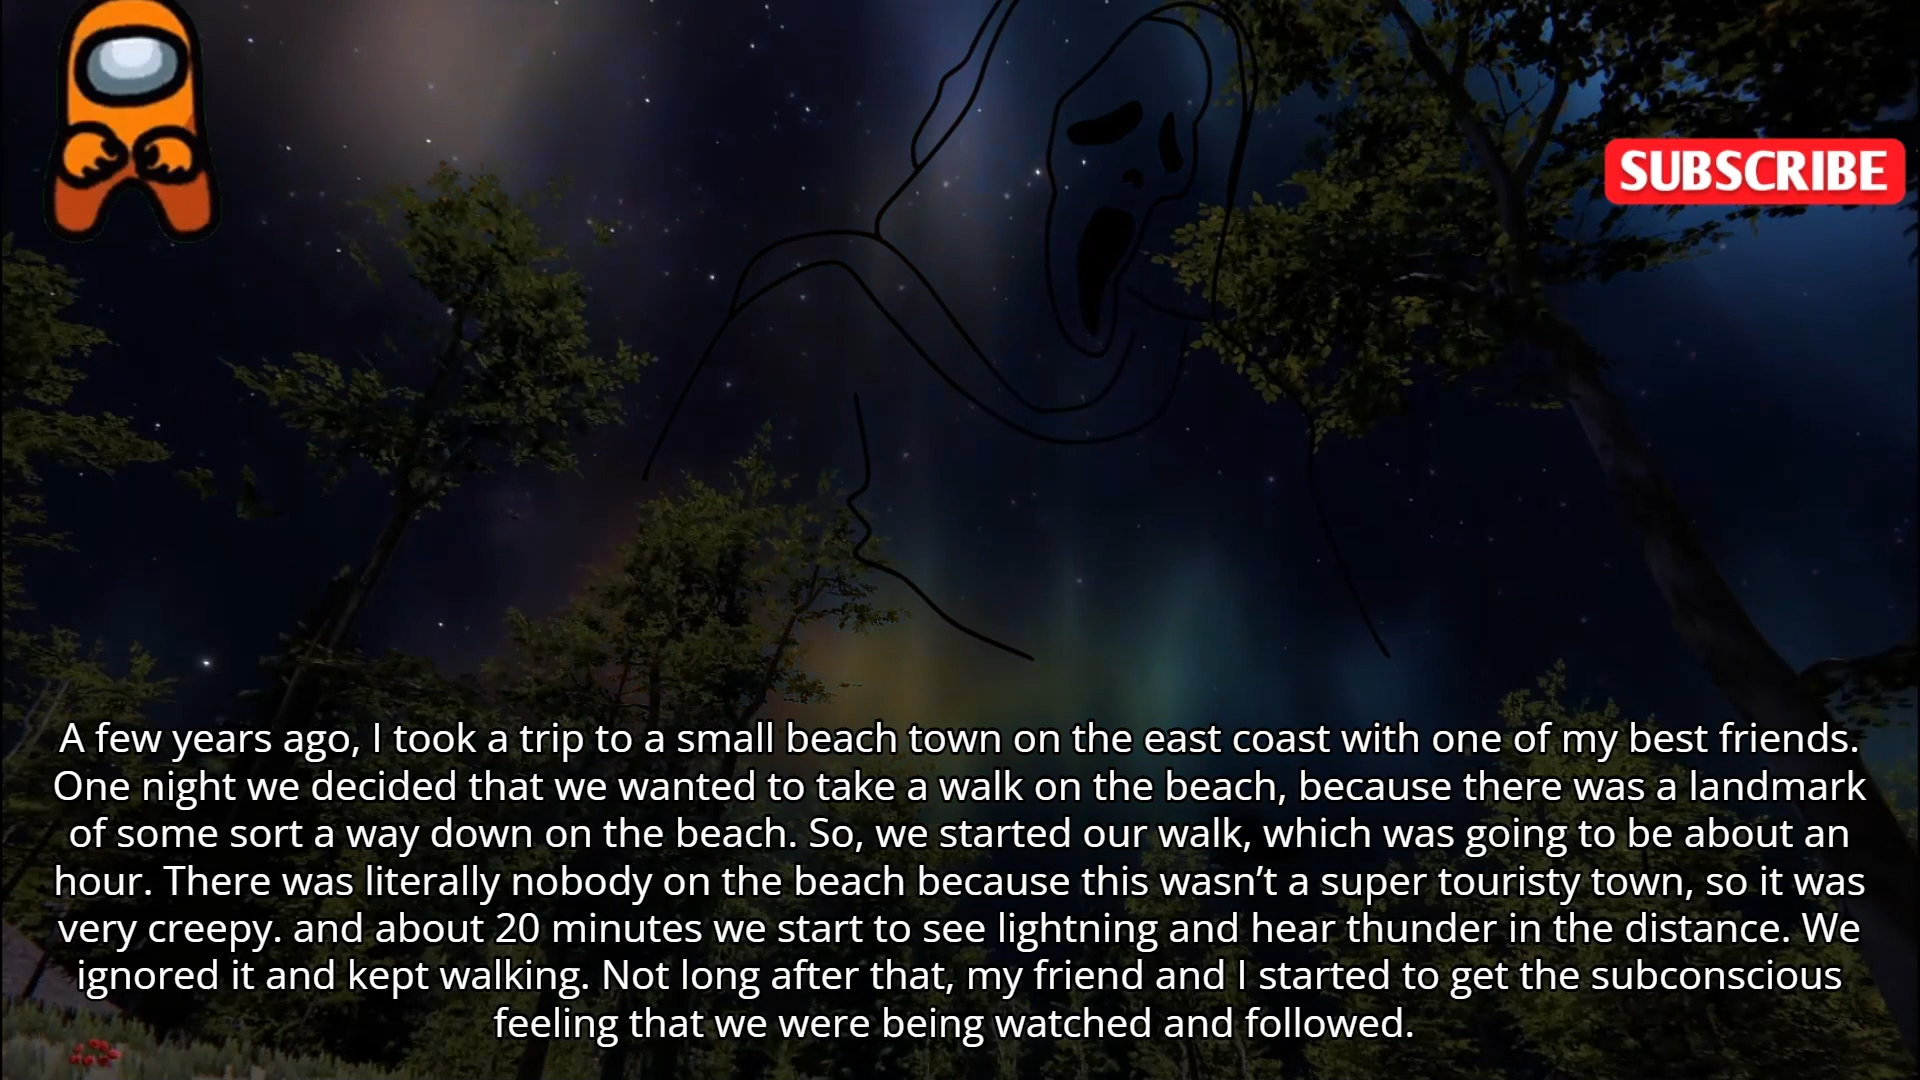 SUBSCRIBE
A few years ago, I took a trip to a small beach town on the east coast with one of my best friends.
One night we decided that we wanted to take a walk on the beach, because there was a landmark
of some sort a way down on the beach. So, we started our walk, which was going to be about an
hour. There was literally nobody on the beach because this wasn’t a super touristy town, so it was
very creepy. and about 20 minutes we start to see lightning and hear thunder in the distance. We
ignored it and kept walking. Not long after that, my friend and I started to get the subconscious
feeling that we were being watched and followed.